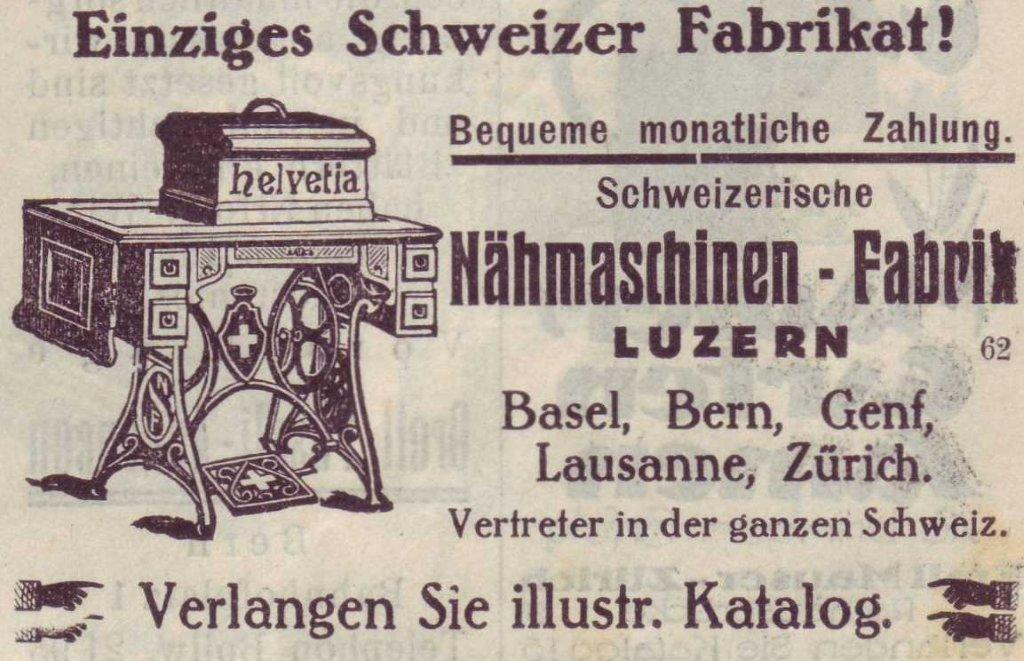 Einziges Schweizer Fabrikat!
helvetia
Bequeme monatliche Zahlung.
Schweizerische
Nähmaschinen - Fabrik
LUZERN
62
Basel, Bern, Genf,
Lausanne, Zürich.
Vertreter in der ganzen Schweiz.
Verlangen Sie illustr. Katalog.